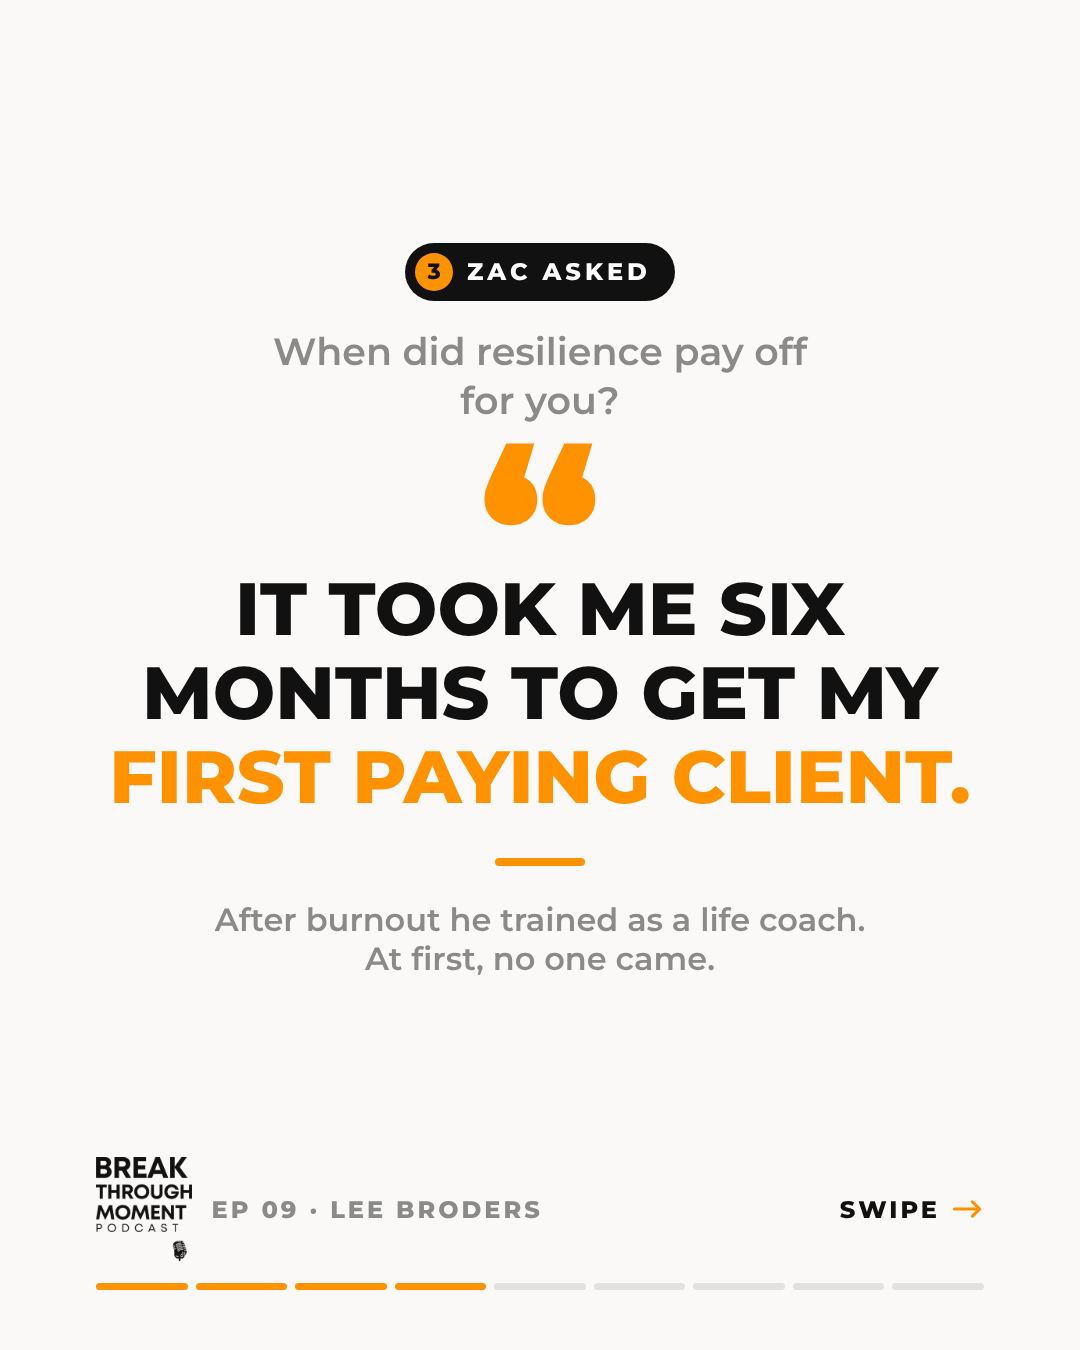 3 ZAC ASKED
When did resilience pay off
for you?
“
IT TOOK ME SIX
MONTHS TO GET MY
FIRST PAYING CLIENT.
After burnout he trained as a life coach.
At first, no one came.
BREAK
THROUGH
MOMENT
PODCAST
EP 09 · LEE BRODERS
SWIPE →